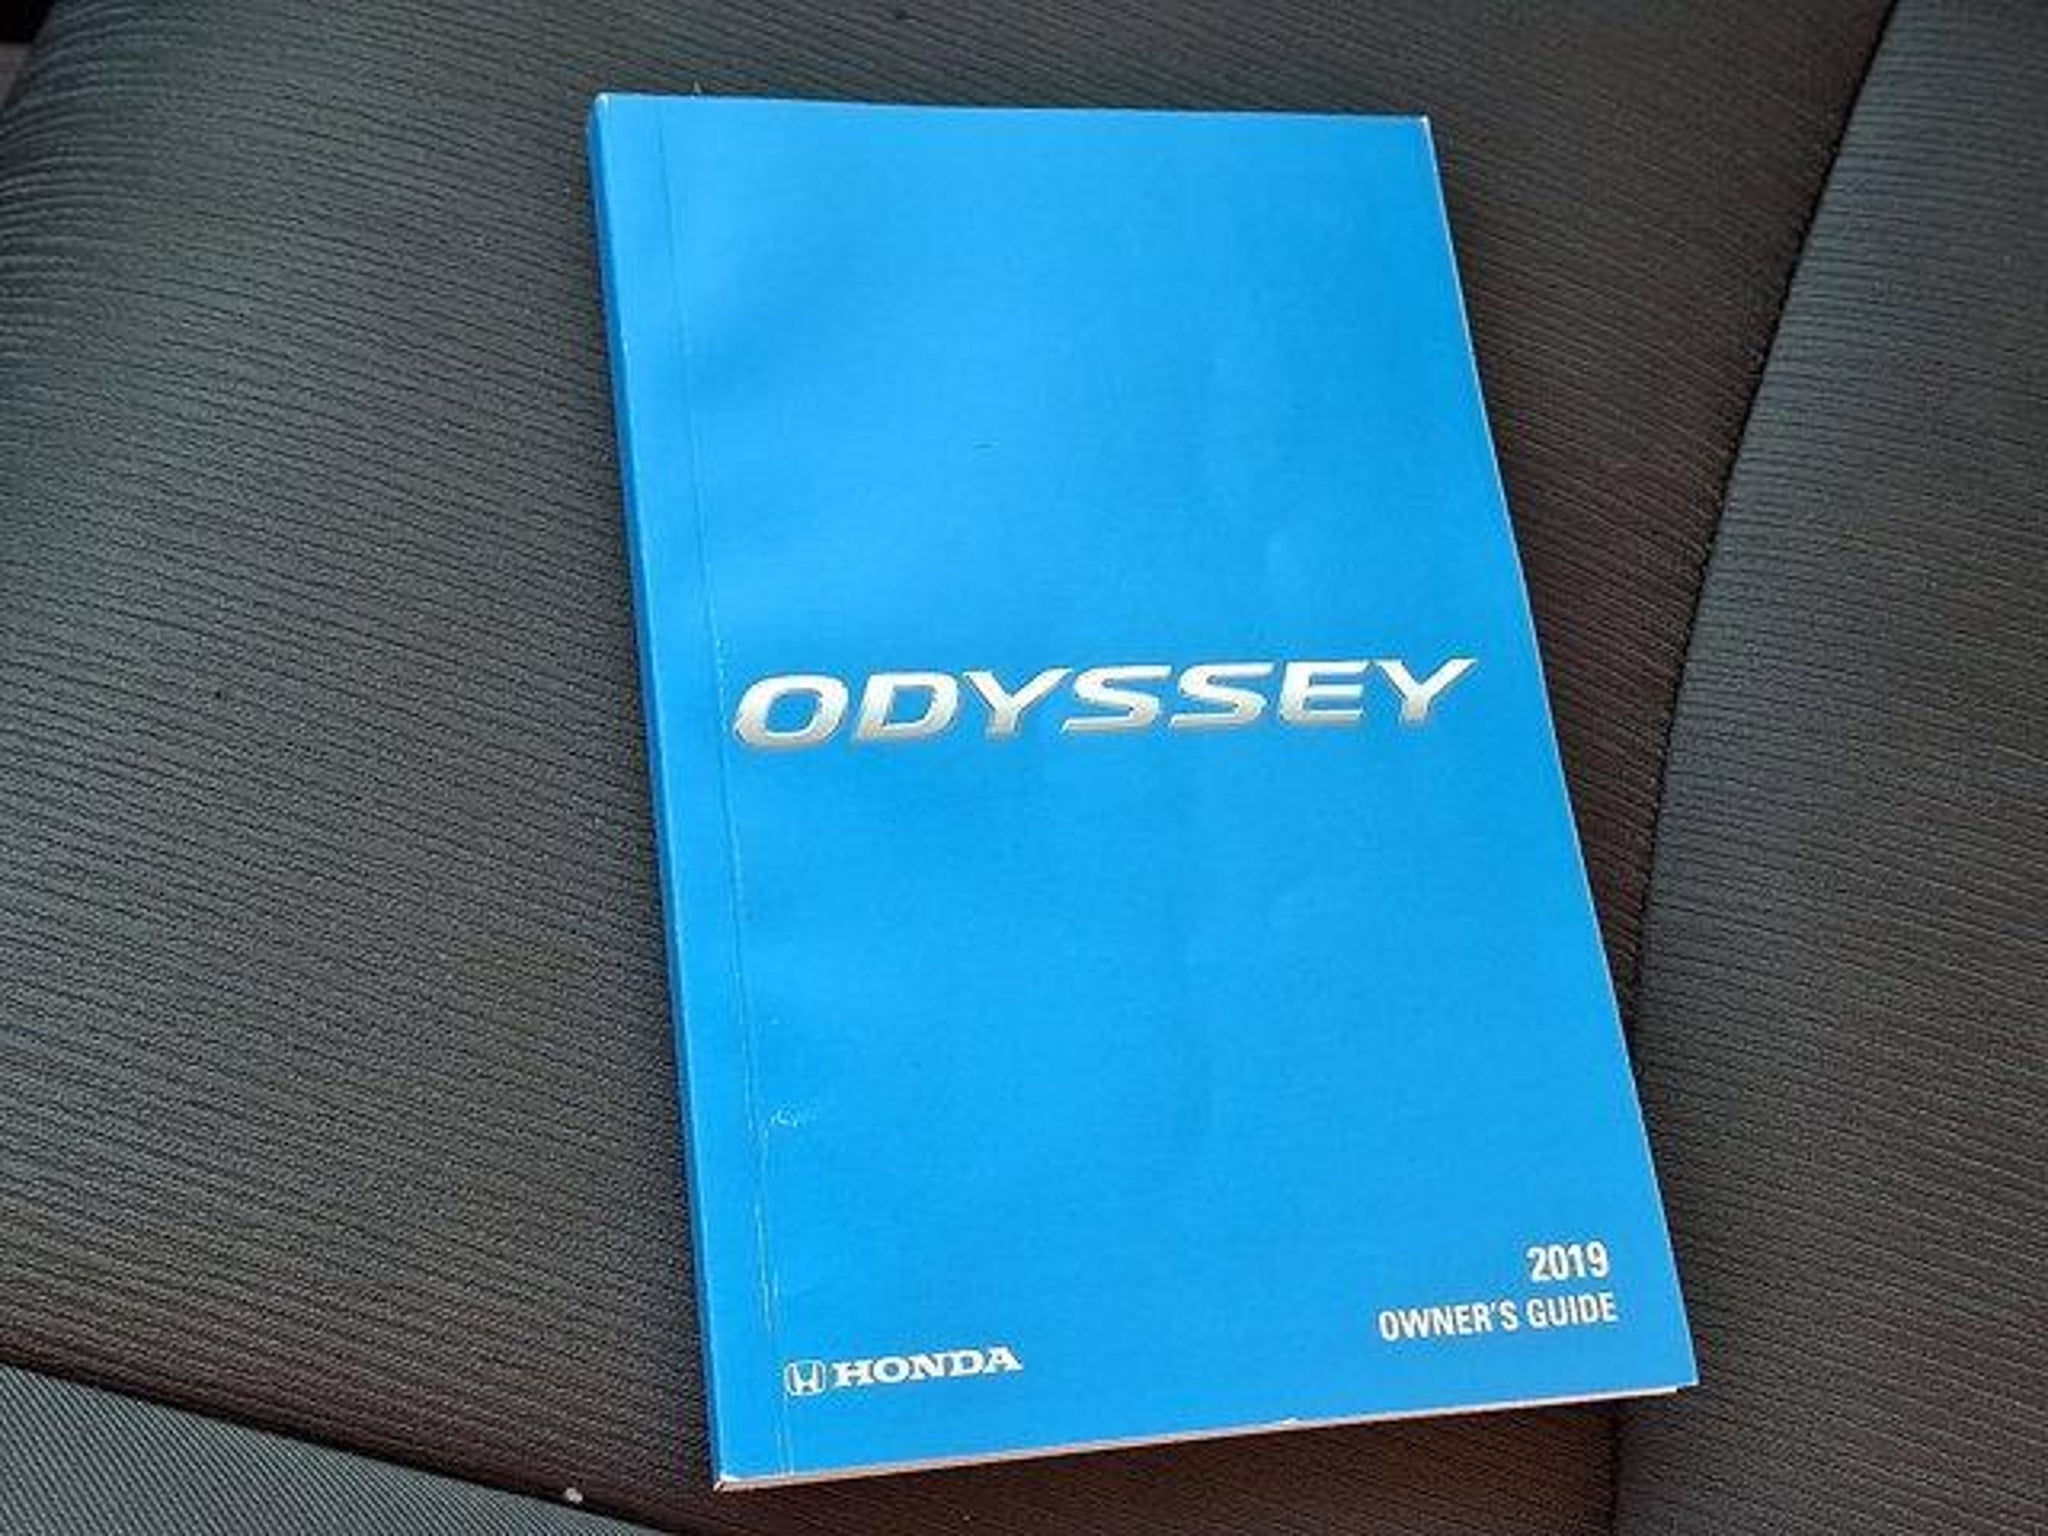 ODYSSEY
2019
OWNER'S GUIDE
HONDA